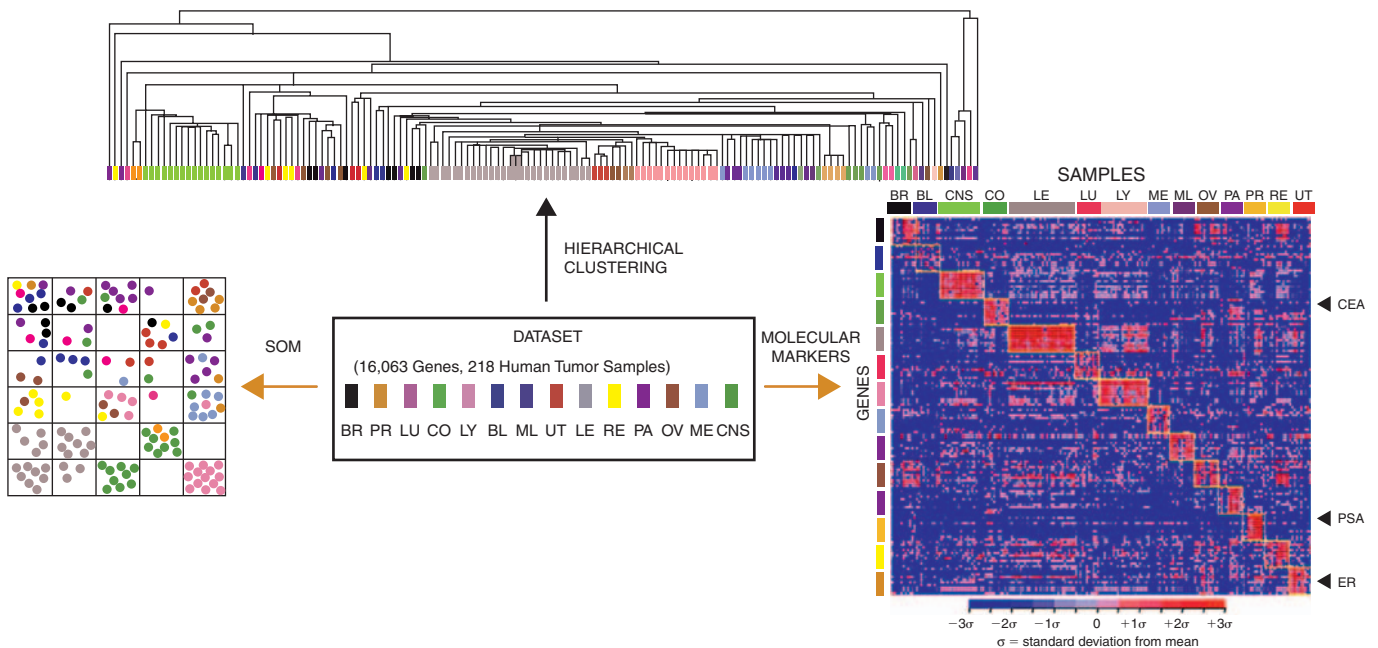 HIERARCHICAL
CLUSTERING
SOM
DATASET
(16,063 Genes, 218 Human Tumor Samples)
BR PR LU CO LY BL ML UT LE RE PA OV ME CNS
MOLECULAR
MARKERS
SAMPLES
BR BL CNS CO LE LU LY ME ML OV PA PR RE UT
GENES
CEA
PSA
ER
−3σ −2σ −1σ 0 +1σ +2σ +3σ
σ = standard deviation from mean